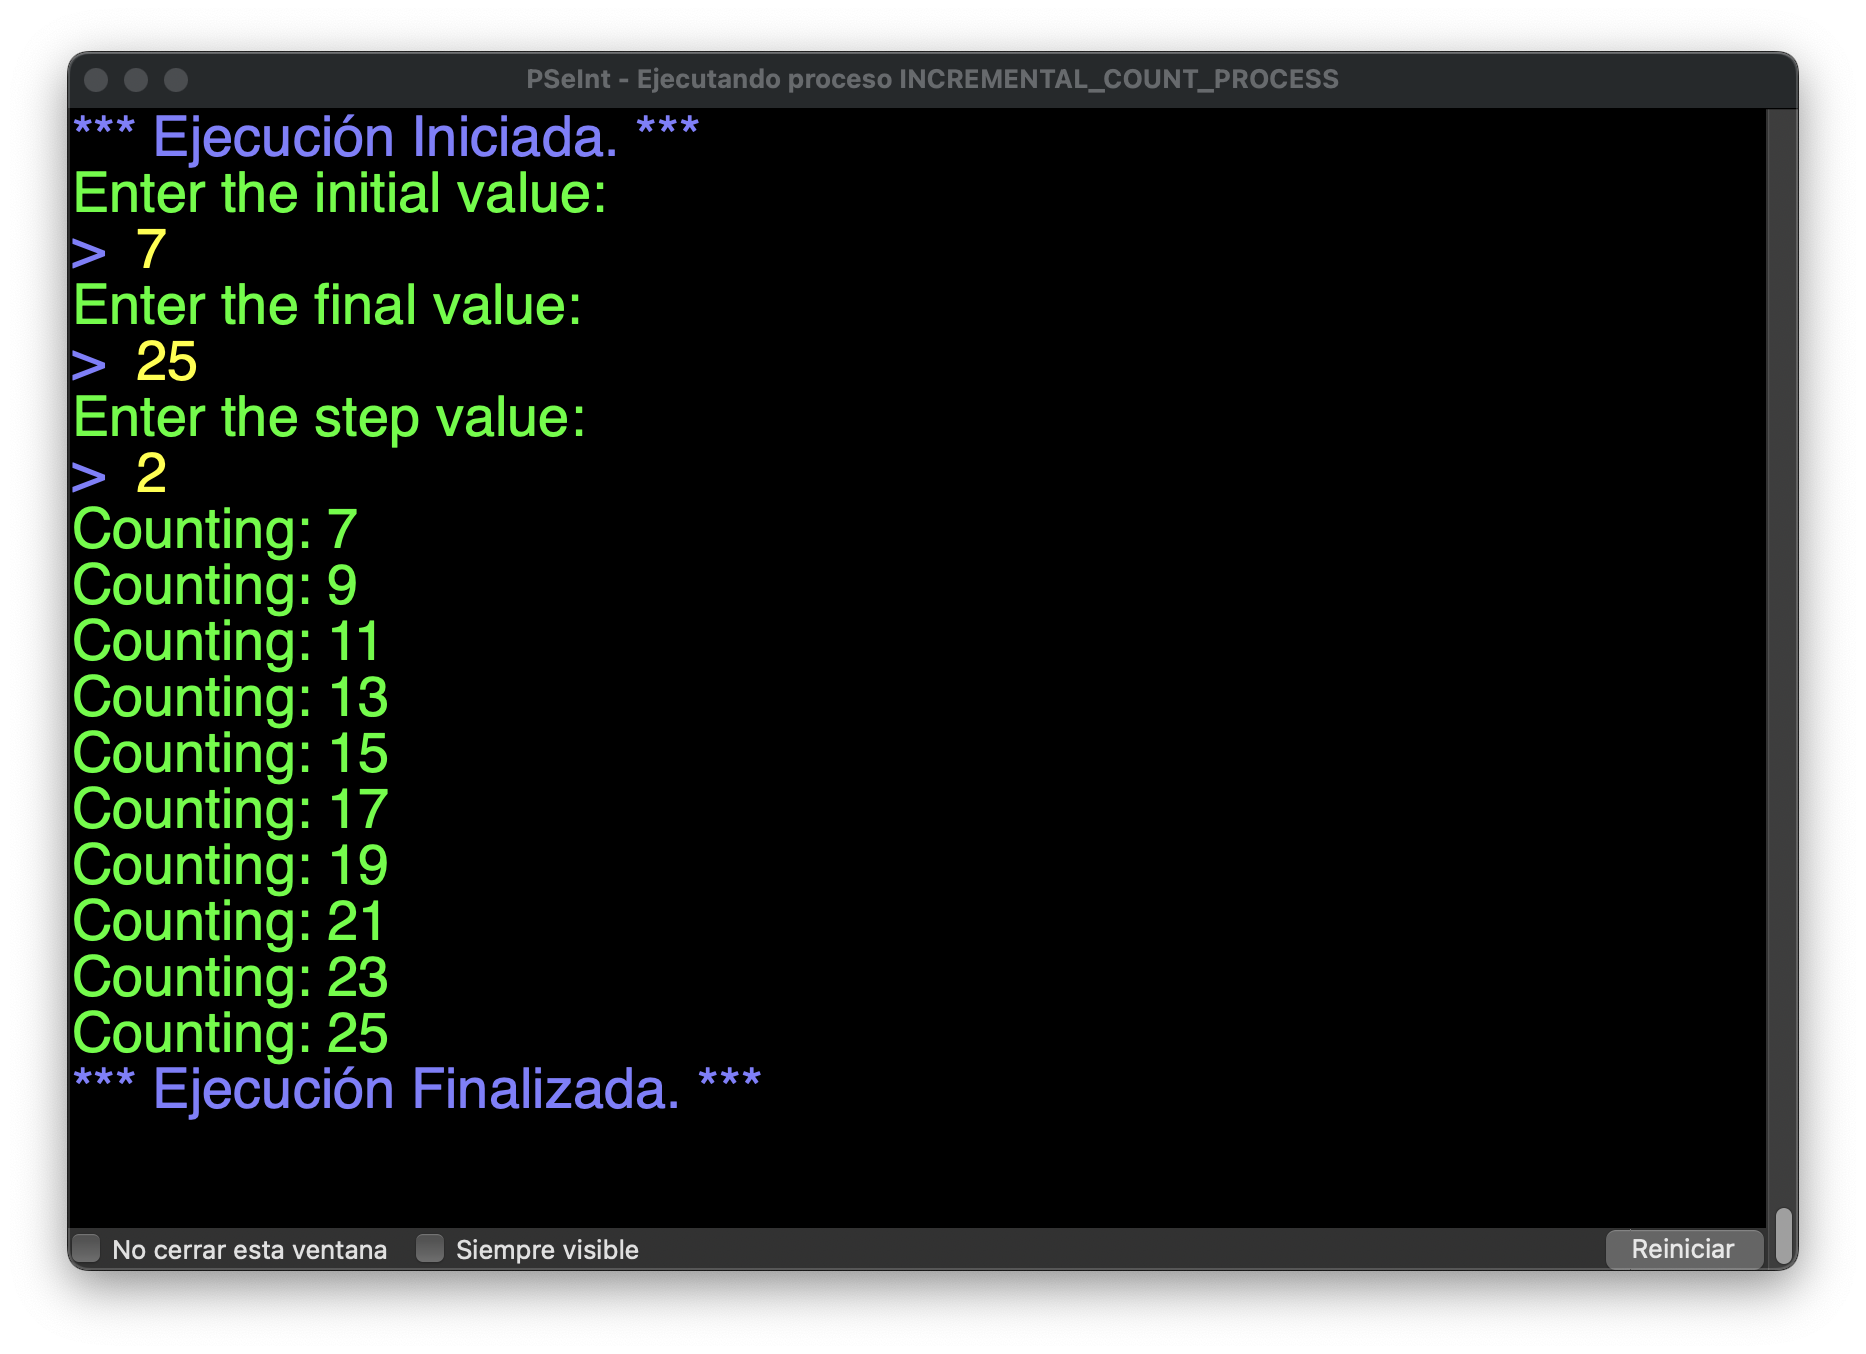 PSeInt - Ejecutando proceso INCREMENTAL_COUNT_PROCESS
*** Ejecución Iniciada. ***
Enter the initial value:
> 7
Enter the final value:
> 25
Enter the step value:
> 2
Counting: 7
Counting: 9
Counting: 11
Counting: 13
Counting: 15
Counting: 17
Counting: 19
Counting: 21
Counting: 23
Counting: 25
*** Ejecución Finalizada. ***
No cerrar esta ventana Siempre visible Reiniciar